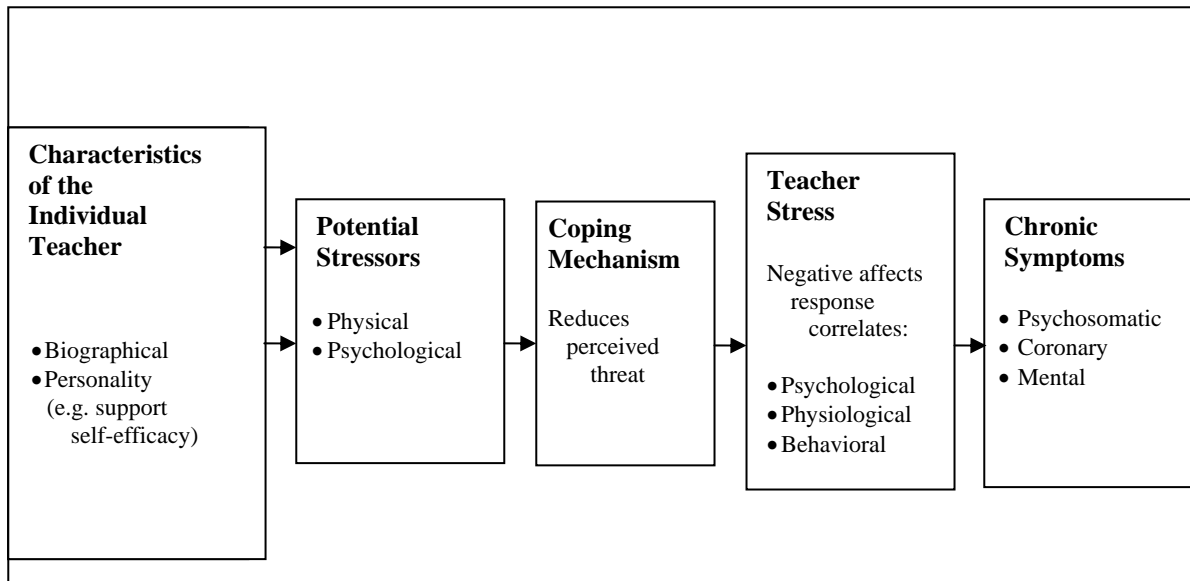 Characteristics
of the
Individual
Teacher
• Biographical
• Personality
(e.g. support
self-efficacy)
Potential
Stressors
• Physical
• Psychological
Coping
Mechanism
Reduces
perceived
threat
Teacher
Stress
Negative affects
response
correlates:
• Psychological
• Physiological
• Behavioral
Chronic
Symptoms
• Psychosomatic
• Coronary
• Mental